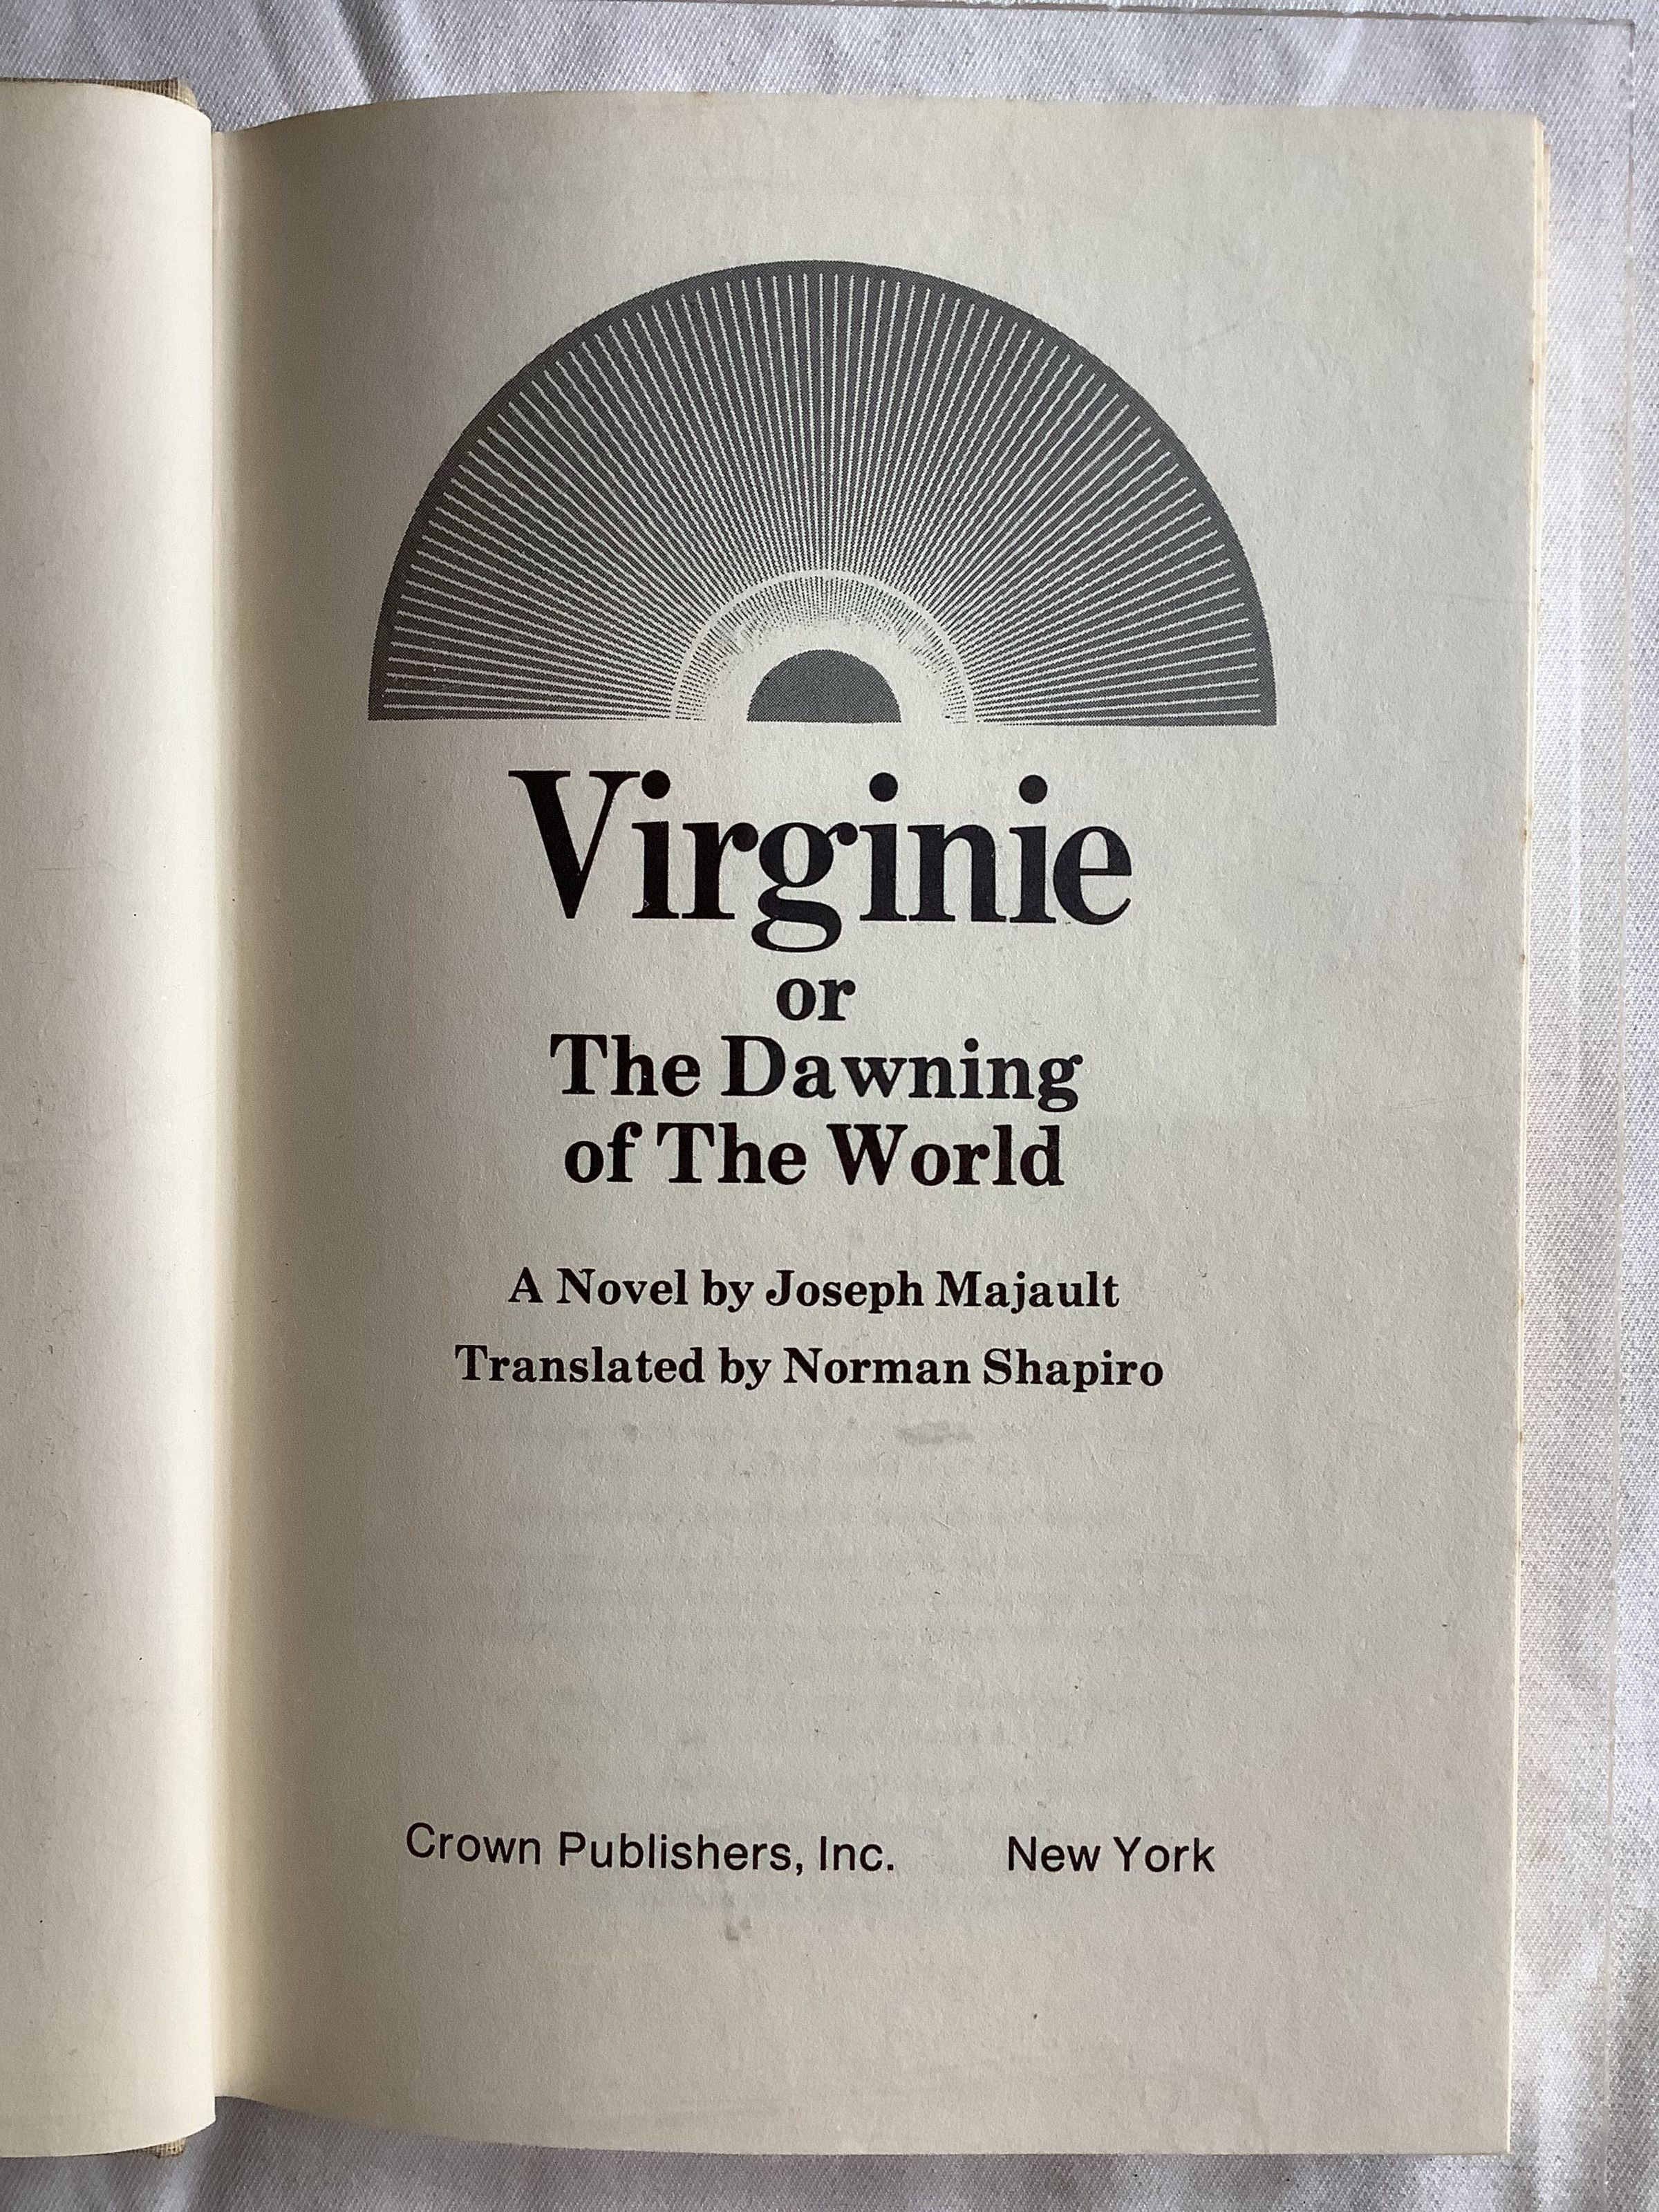 Virginie
or
The Dawning
of The World
A Novel by Joseph Majault
Translated by Norman Shapiro
Crown Publishers, Inc. New York